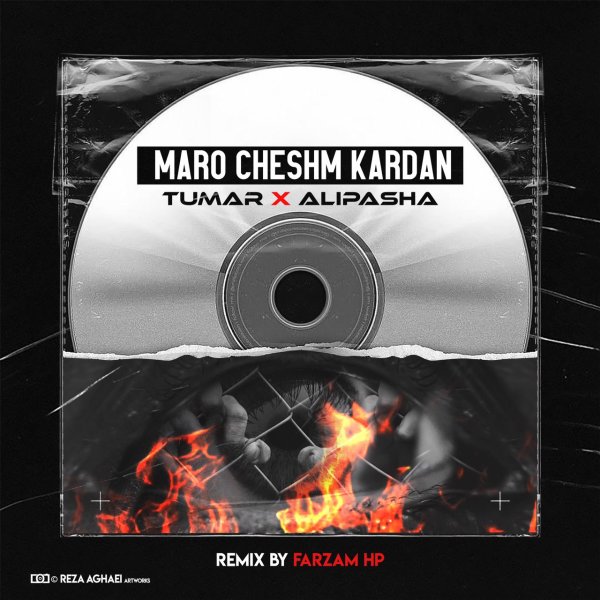 MARO CHESHM KARDAN
TUMAR X ALIPASHA
REMIX BY FARZAM HP
© REZA AGHAEI ARTWORKS